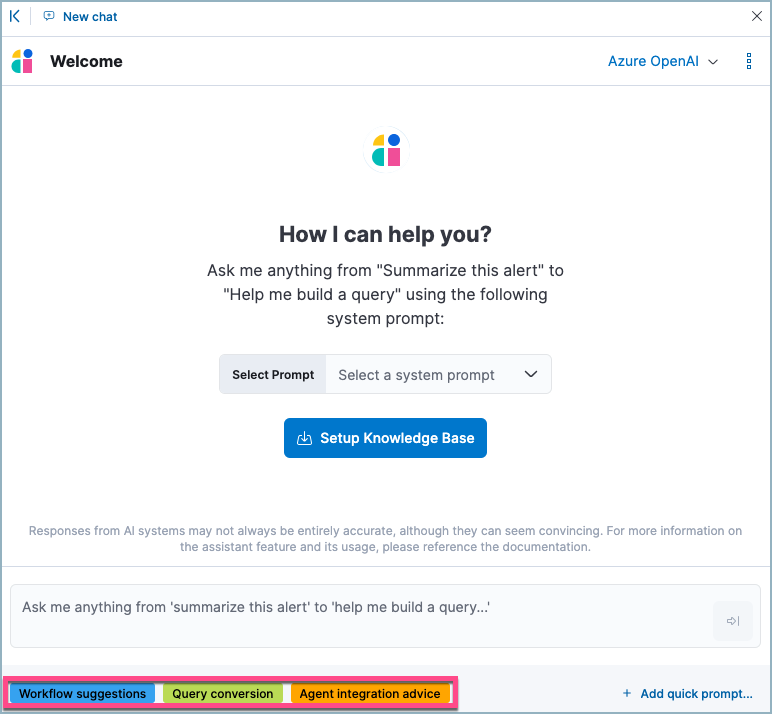 New chat
Welcome
Azure OpenAI
How I can help you?
Ask me anything from "Summarize this alert" to
"Help me build a query" using the following
system prompt:
Select Prompt
Select a system prompt
Setup Knowledge Base
Responses from AI systems may not always be entirely accurate, although they can seem convincing. For more information on
the assistant feature and its usage, please reference the documentation.
Ask me anything from 'summarize this alert' to 'help me build a query...'
Workflow suggestions
Query conversion
Agent integration advice
+ Add quick prompt...